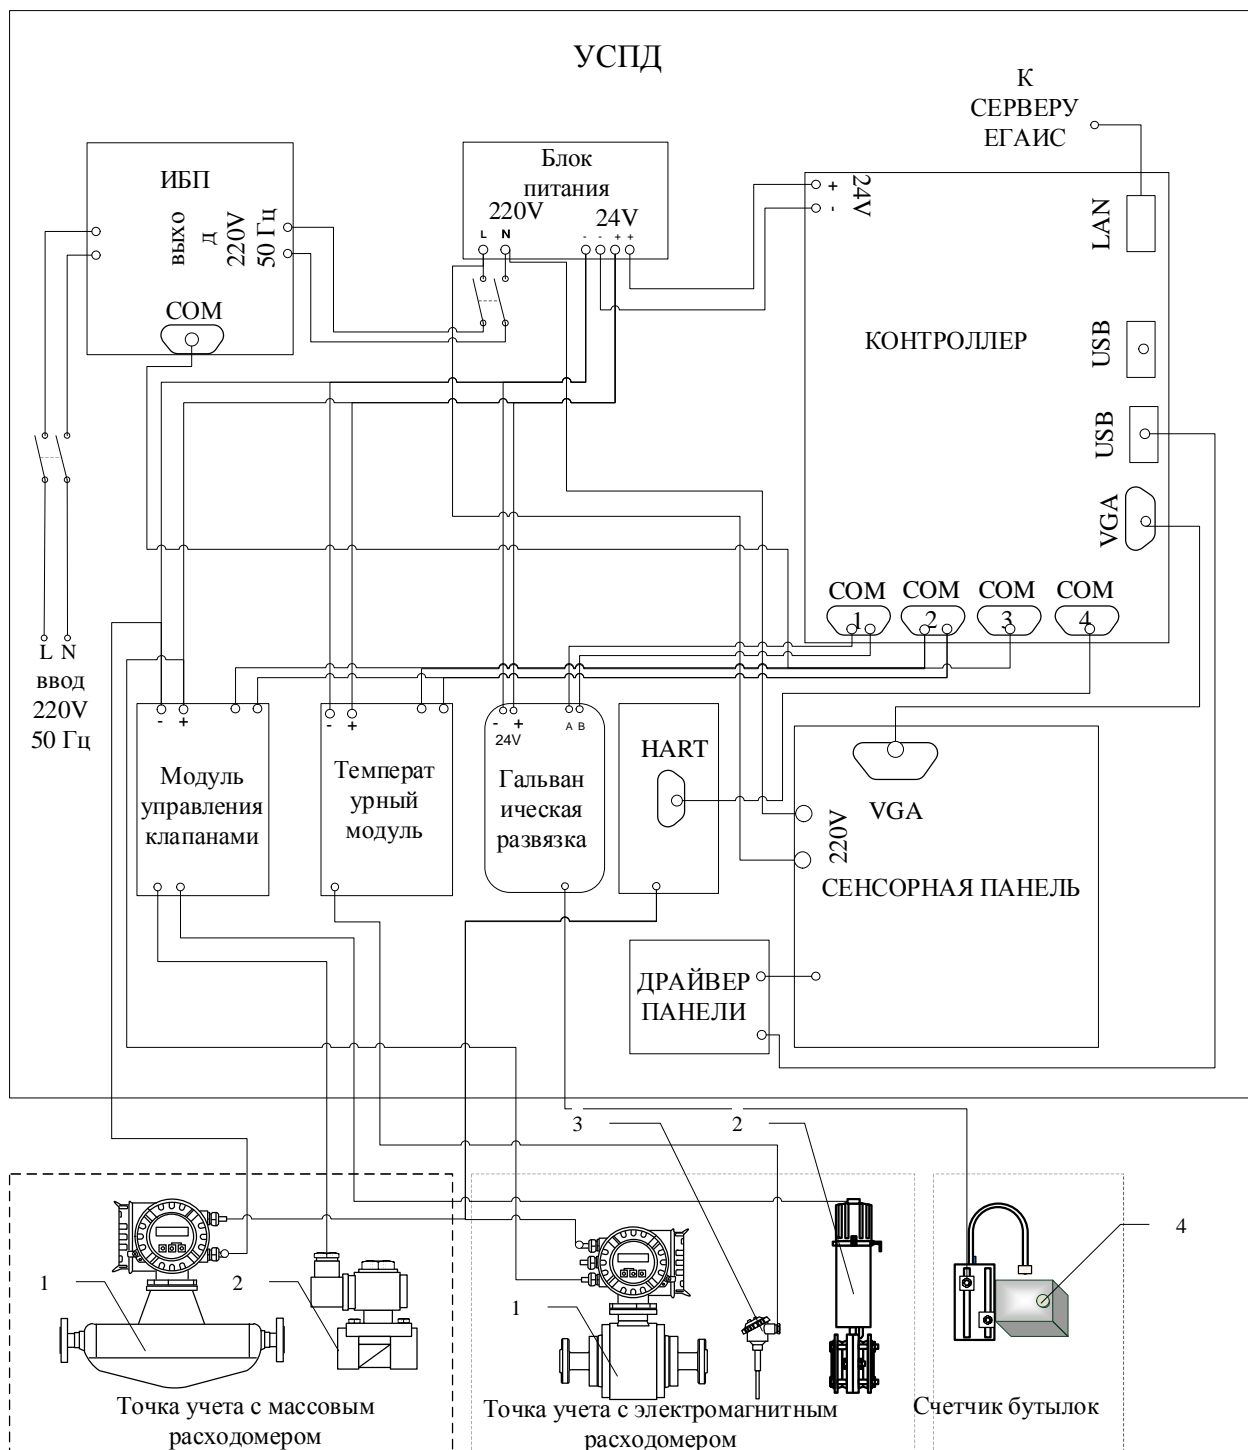 УСПД
К
СЕРВЕРУ
ЕГАИС
ИБП
выхо
д
220V
50 Гц
COM
Блок
питания
220V 24V
L N - - + +
+
-
24V
LAN
КОНТРОЛЛЕР
USB
USB
VGA
COM COM COM COM
1 2 3 4
L N
ввод
220V
50 Гц
- +
Модуль
управления
клапанами
- +
Температ
урный
модуль
- +
24V
A B
Гальван
ическая
развязка
HART
VGA
220V
СЕНСОРНАЯ ПАНЕЛЬ
ДРАЙВЕР
ПАНЕЛИ
3 2
1 2
1
4
Точка учета с массовым
расходомером
Точка учета с электромагнитным
расходомером
Счетчик бутылок